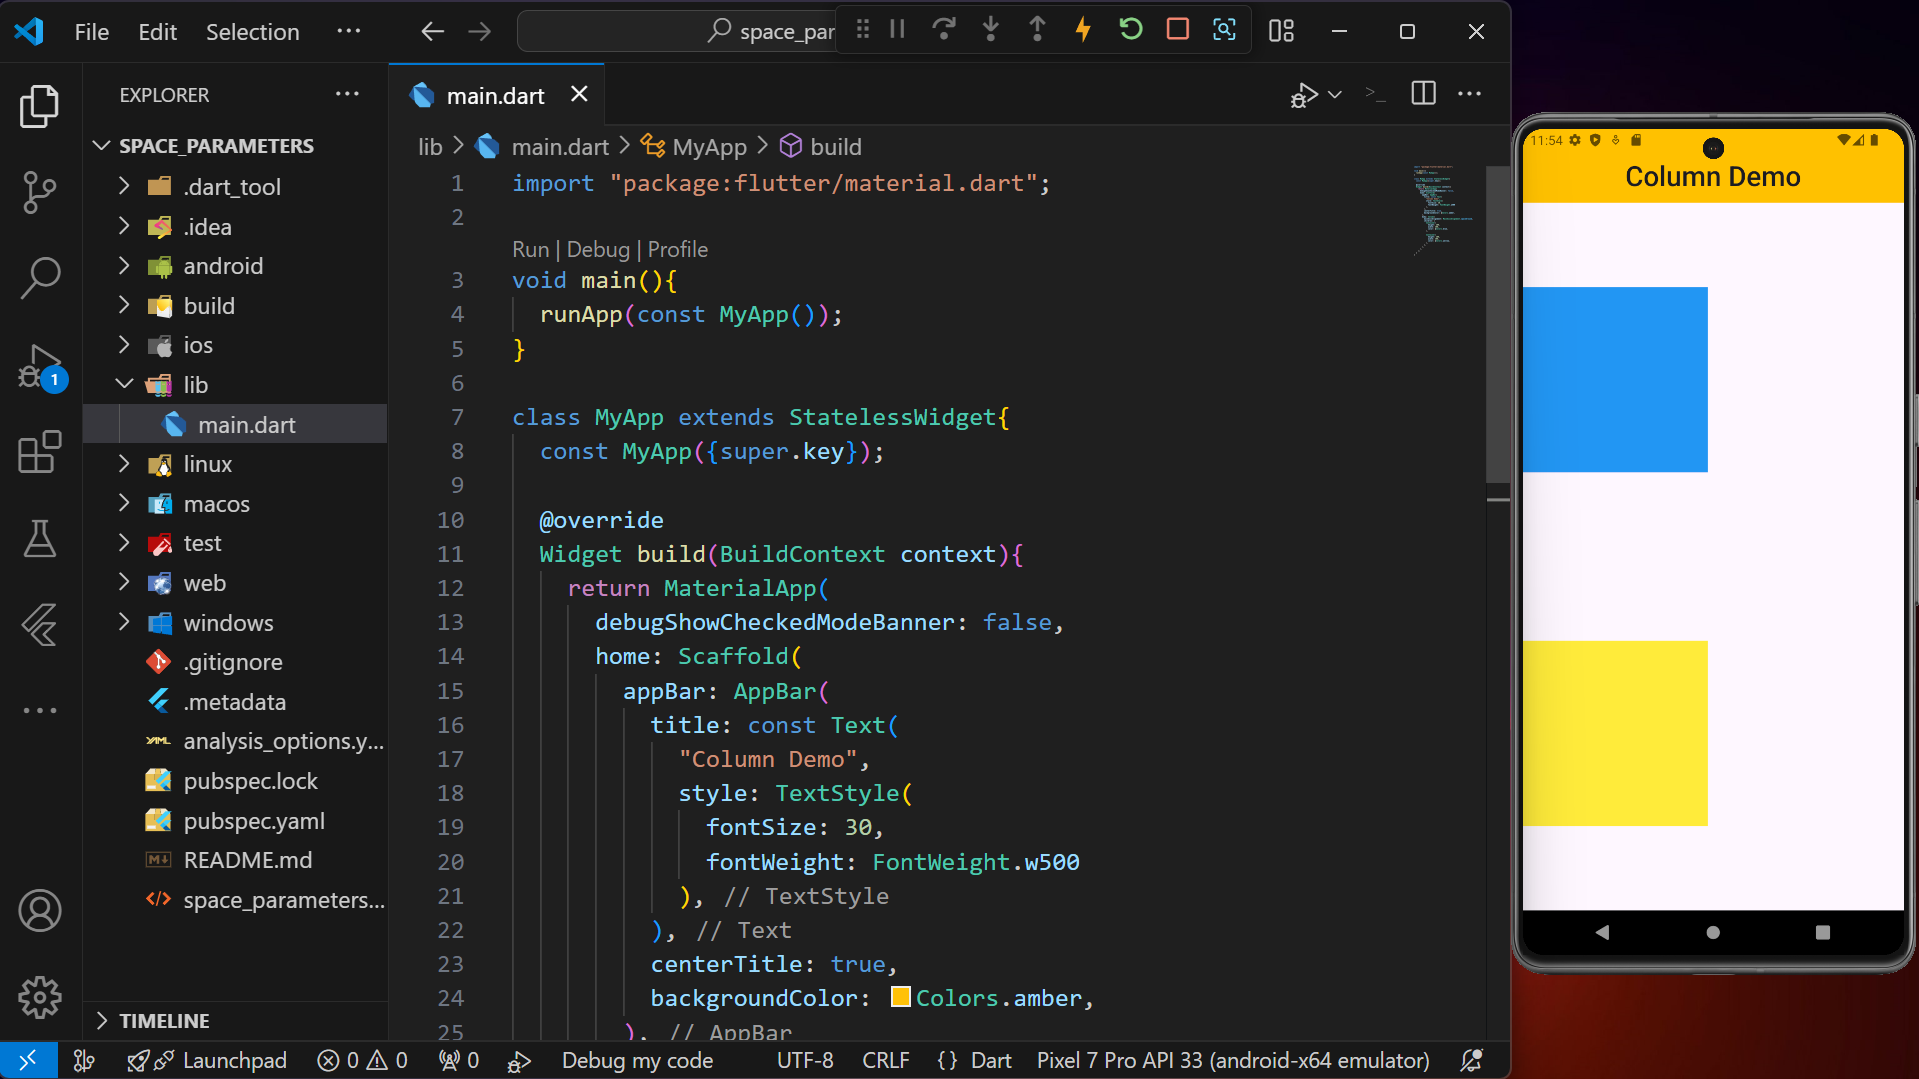 File Edit Selection ···
space_par
EXPLORER
SPACE_PARAMETERS
.dart_tool
.idea
android
build
ios
lib
main.dart
linux
macos
test
web
windows
.gitignore
.metadata
analysis_options.y...
pubspec.lock
pubspec.yaml
README.md
space_parameters...
TIMELINE
1
main.dart
lib > main.dart > MyApp > build
1 import "package:flutter/material.dart";
2
Run | Debug | Profile
3 void main(){
4 runApp(const MyApp());
5 }
6
7 class MyApp extends StatelessWidget{
8 const MyApp({super.key});
9
10 @override
11 Widget build(BuildContext context){
12 return MaterialApp(
13 debugShowCheckedModeBanner: false,
14 home: Scaffold(
15 appBar: AppBar(
16 title: const Text(
17 "Column Demo",
18 style: TextStyle(
19 fontSize: 30,
20 fontWeight: FontWeight.w500
21 ), // TextStyle
22 ), // Text
23 centerTitle: true,
24 backgroundColor: Colors.amber,
25 ), // AppBar
Launchpad 0 0 0 Debug my code UTF-8 CRLF {} Dart Pixel 7 Pro API 33 (android-x64 emulator)
11:54
Column Demo